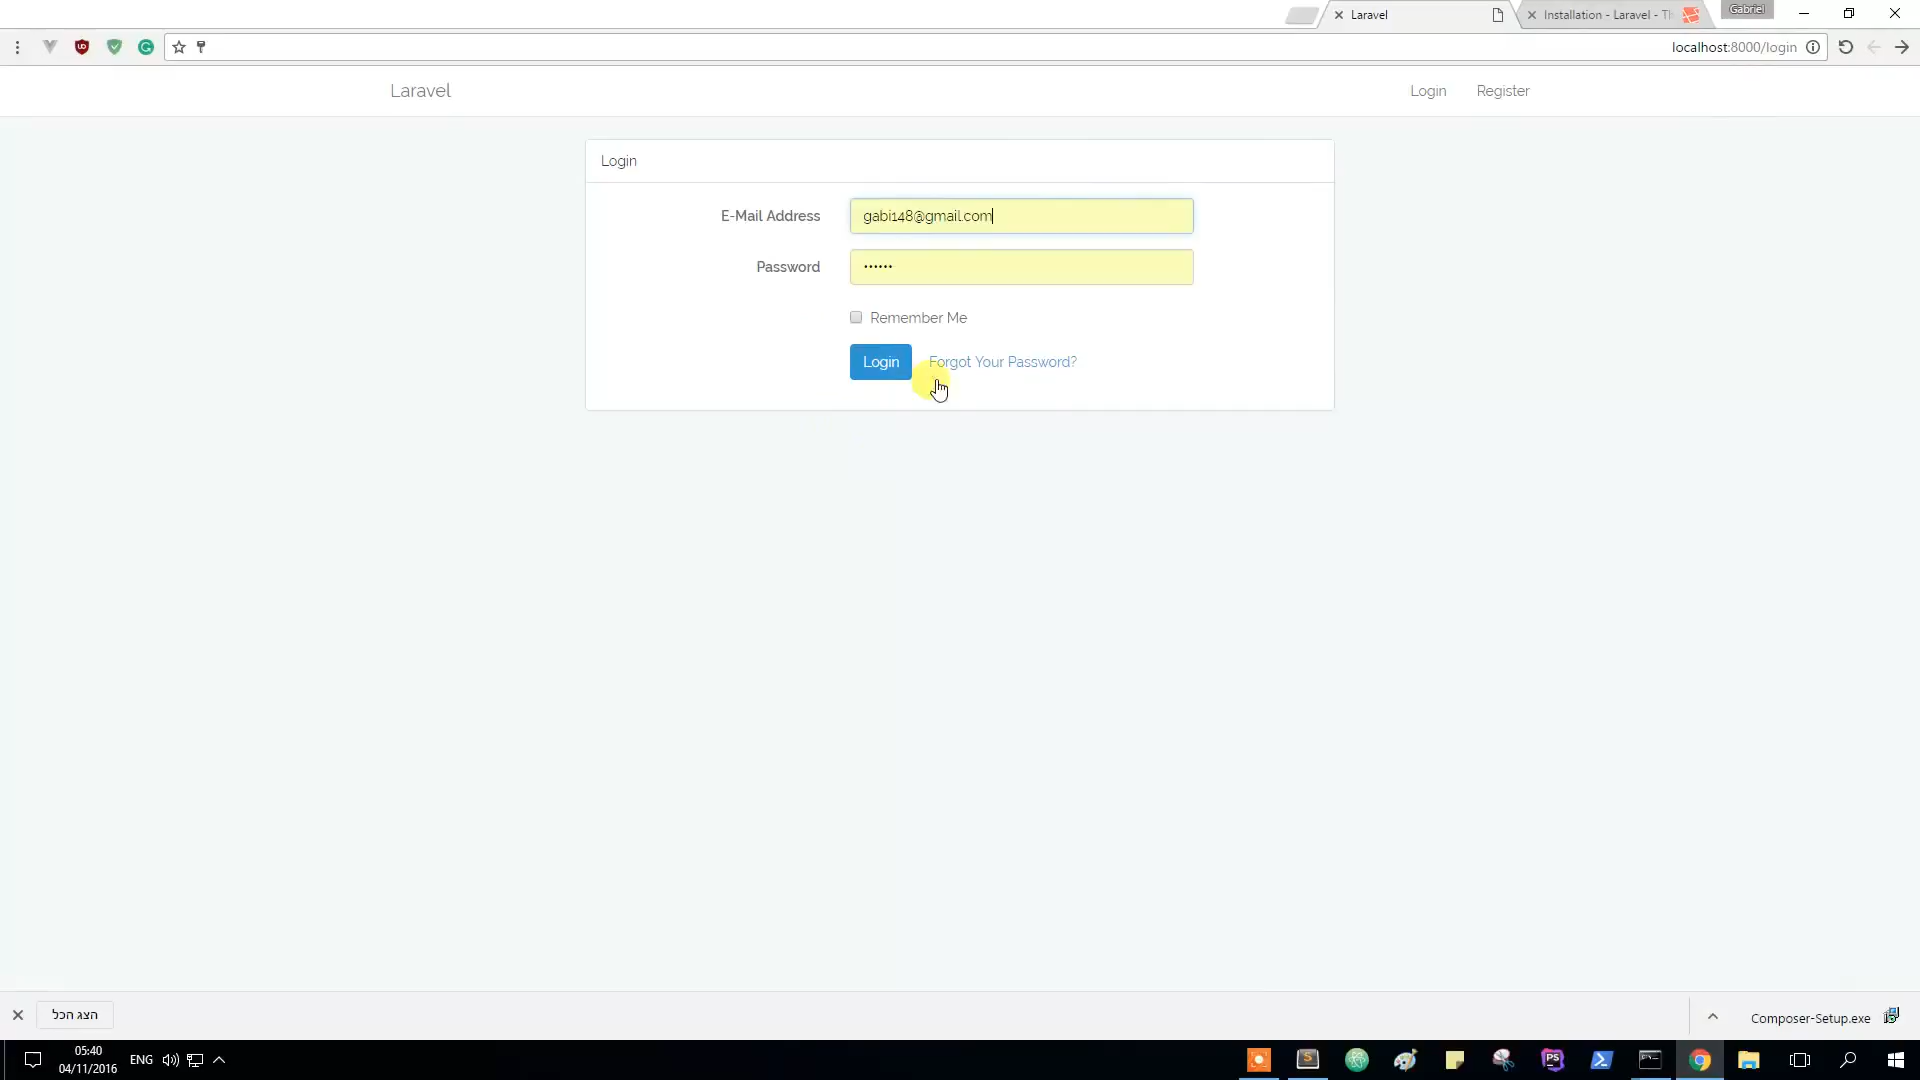 Laravel
Installation - Laravel - Th
Gabriel
localhost:8000/login
Laravel
Login
Register
Login
E-Mail Address
gabi148@gmail.com
Password
••••••
Remember Me
Login
Forgot Your Password?
הצג הכל
Composer-Setup.exe
05:40
04/11/2016
ENG